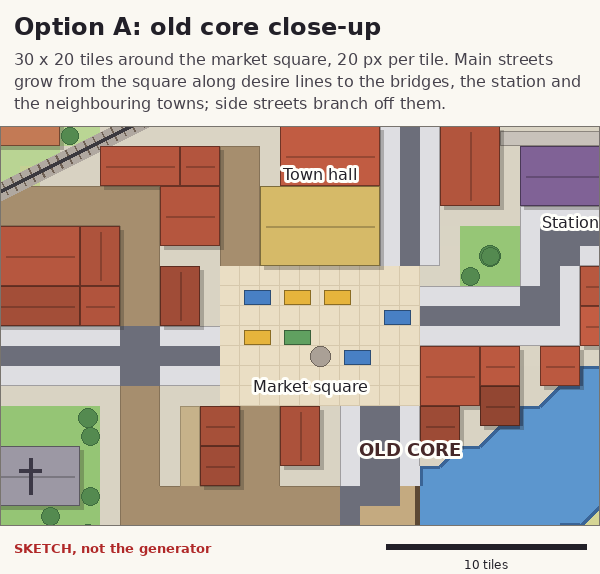 Option A: old core close-up
30 x 20 tiles around the market square, 20 px per tile. Main streets
grow from the square along desire lines to the bridges, the station and
the neighbouring towns; side streets branch off them.
Town hall
Station
Market square
OLD CORE
SKETCH, not the generator
10 tiles